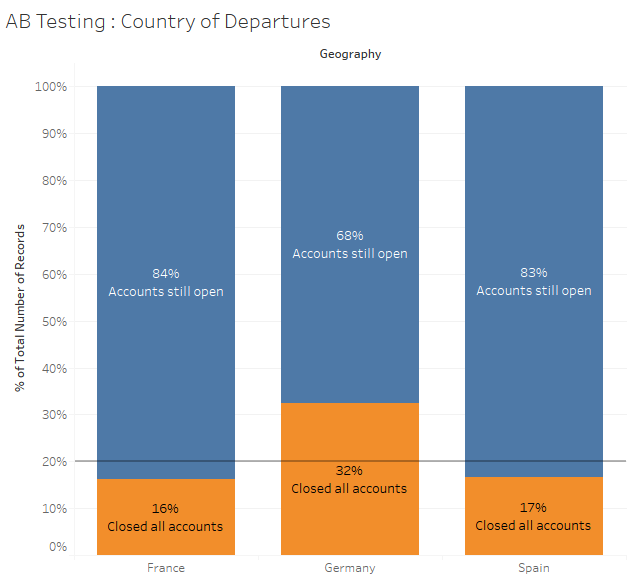 AB Testing : Country of Departures
Geography
% of Total Number of Records
100%
90%
80%
70%
60%
50%
40%
30%
20%
10%
0%
84%
Accounts still open
16%
Closed all accounts
68%
Accounts still open
32%
Closed all accounts
83%
Accounts still open
17%
Closed all accounts
France
Germany
Spain